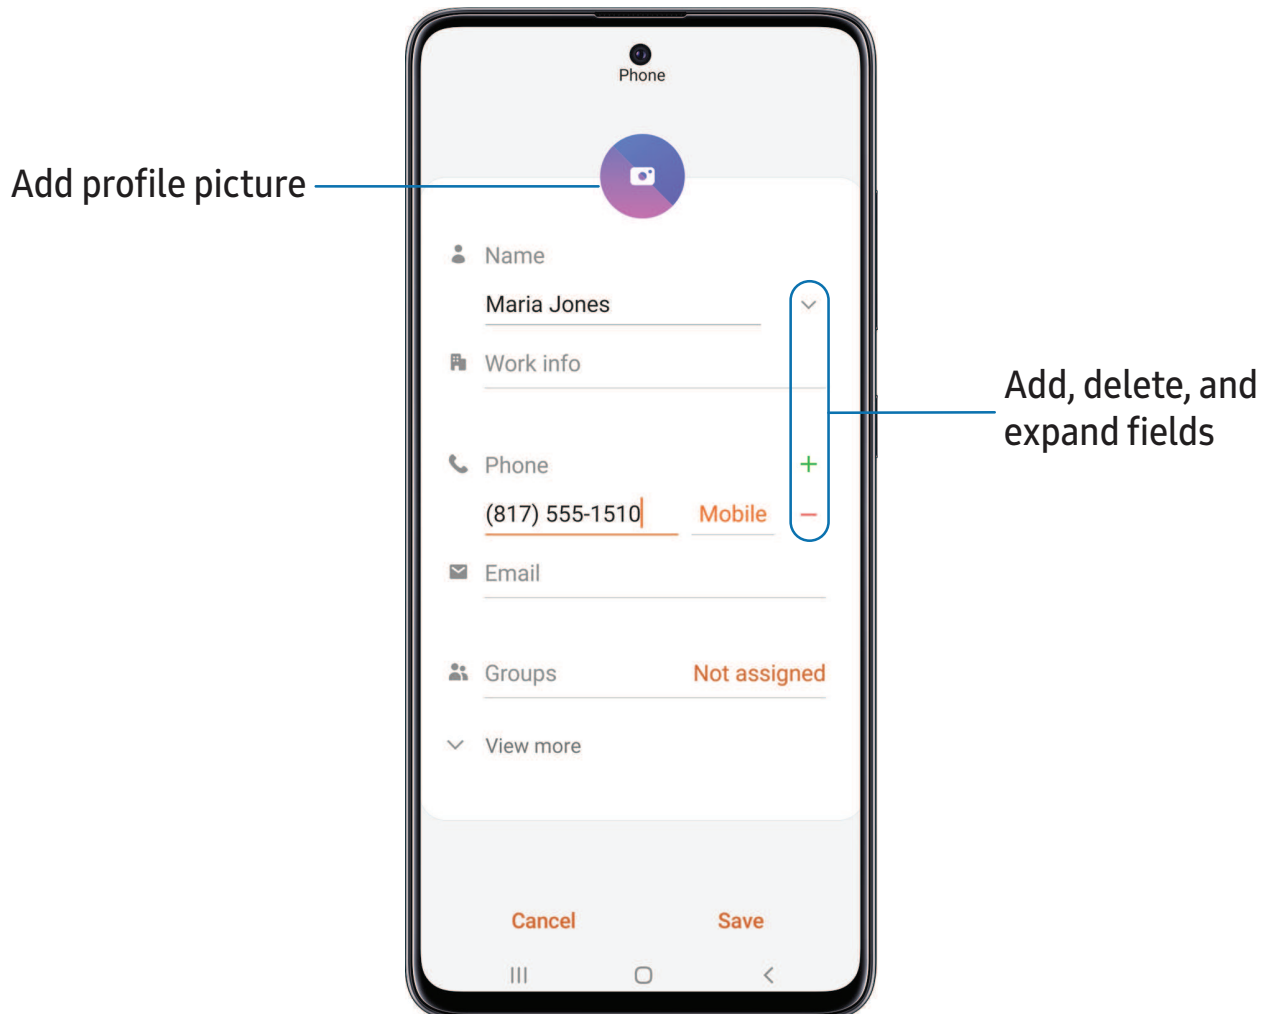 Phone
Add profile picture
Name
Maria Jones
Work info
Add, delete, and
expand fields
Phone
(817) 555-1510 Mobile
Email
Groups Not assigned
View more
Cancel Save